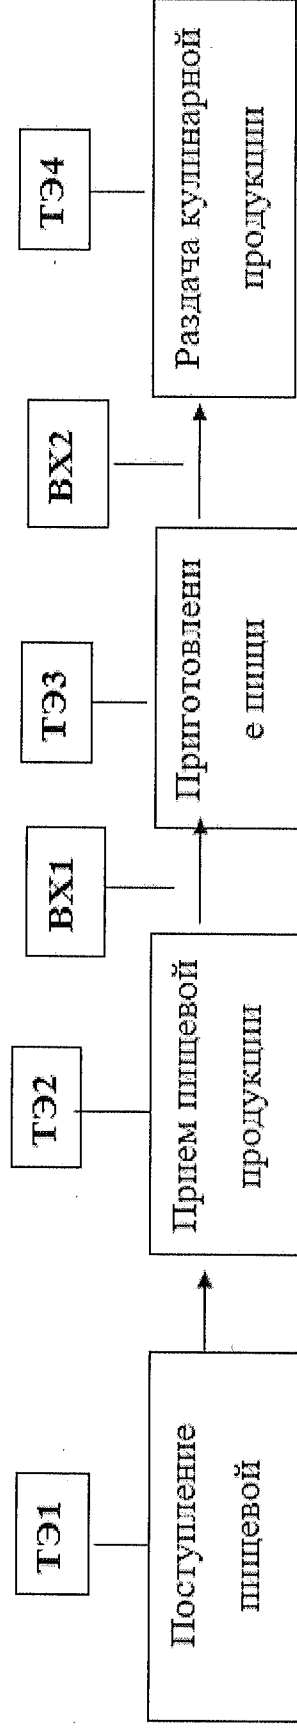 ТЭ1
ТЭ2
ВХ1
ТЭ3
ВХ2
ТЭ4
Поступление
пищевой
Прием пищевой
продукции
Приготовлени
е пищи
Раздача кулинарной
продукции